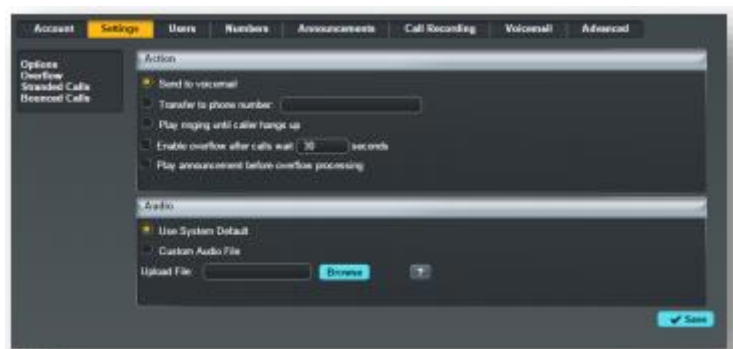 Account Settings Users Numbers Announcements Call Recording Voicemail Advanced
Options
Overflow
Stranded Calls
Bounced Calls
Action
Send to voicemail
Transfer to phone number:
Play ringing until caller hangs up
Enable overflow after calls wait 30 seconds
Play announcement before overflow processing
Audio
Use System Default
Custom Audio File
Upload File: Browse ?
Save